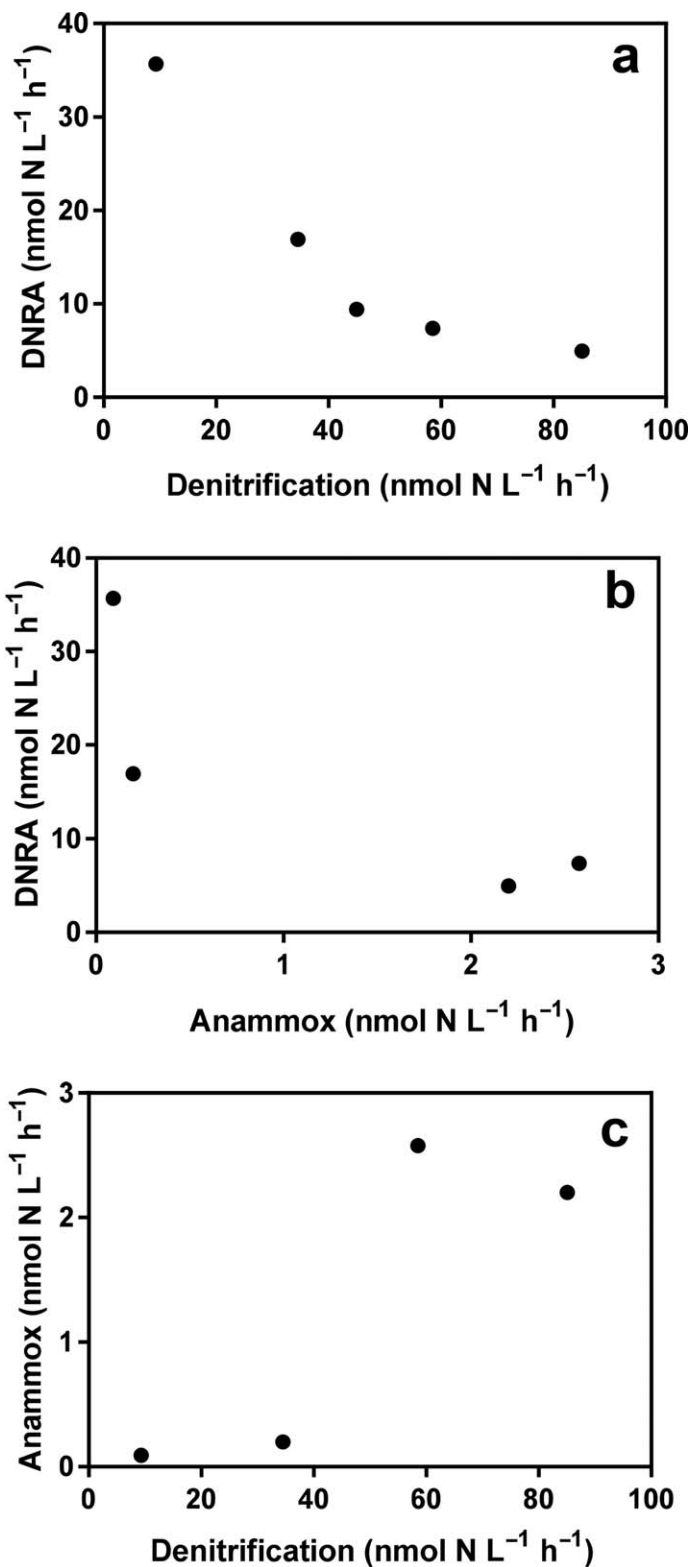 a
40
30
20
10
0
DNRA (nmol N L⁻¹ h⁻¹)
0 20 40 60 80 100
Denitrification (nmol N L⁻¹ h⁻¹)
b
40
30
20
10
0
DNRA (nmol N L⁻¹ h⁻¹)
0 1 2 3
Anammox (nmol N L⁻¹ h⁻¹)
c
3
2
1
0
Anammox (nmol N L⁻¹ h⁻¹)
0 20 40 60 80 100
Denitrification (nmol N L⁻¹ h⁻¹)